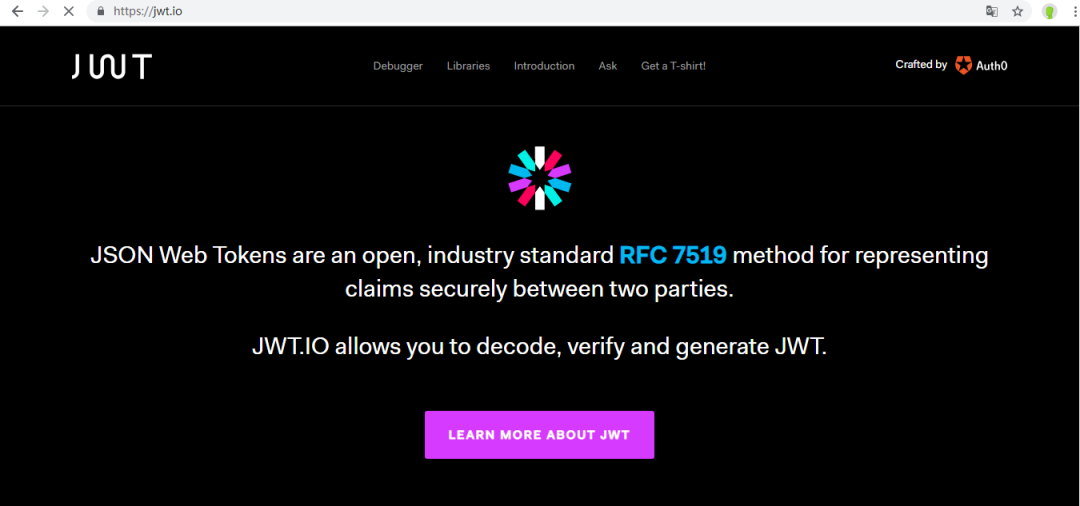 https://jwt.io
JWT
Debugger Libraries Introduction Ask Get a T-shirt!
Crafted by Auth0
JSON Web Tokens are an open, industry standard RFC 7519 method for representing
claims securely between two parties.
JWT.IO allows you to decode, verify and generate JWT.
LEARN MORE ABOUT JWT